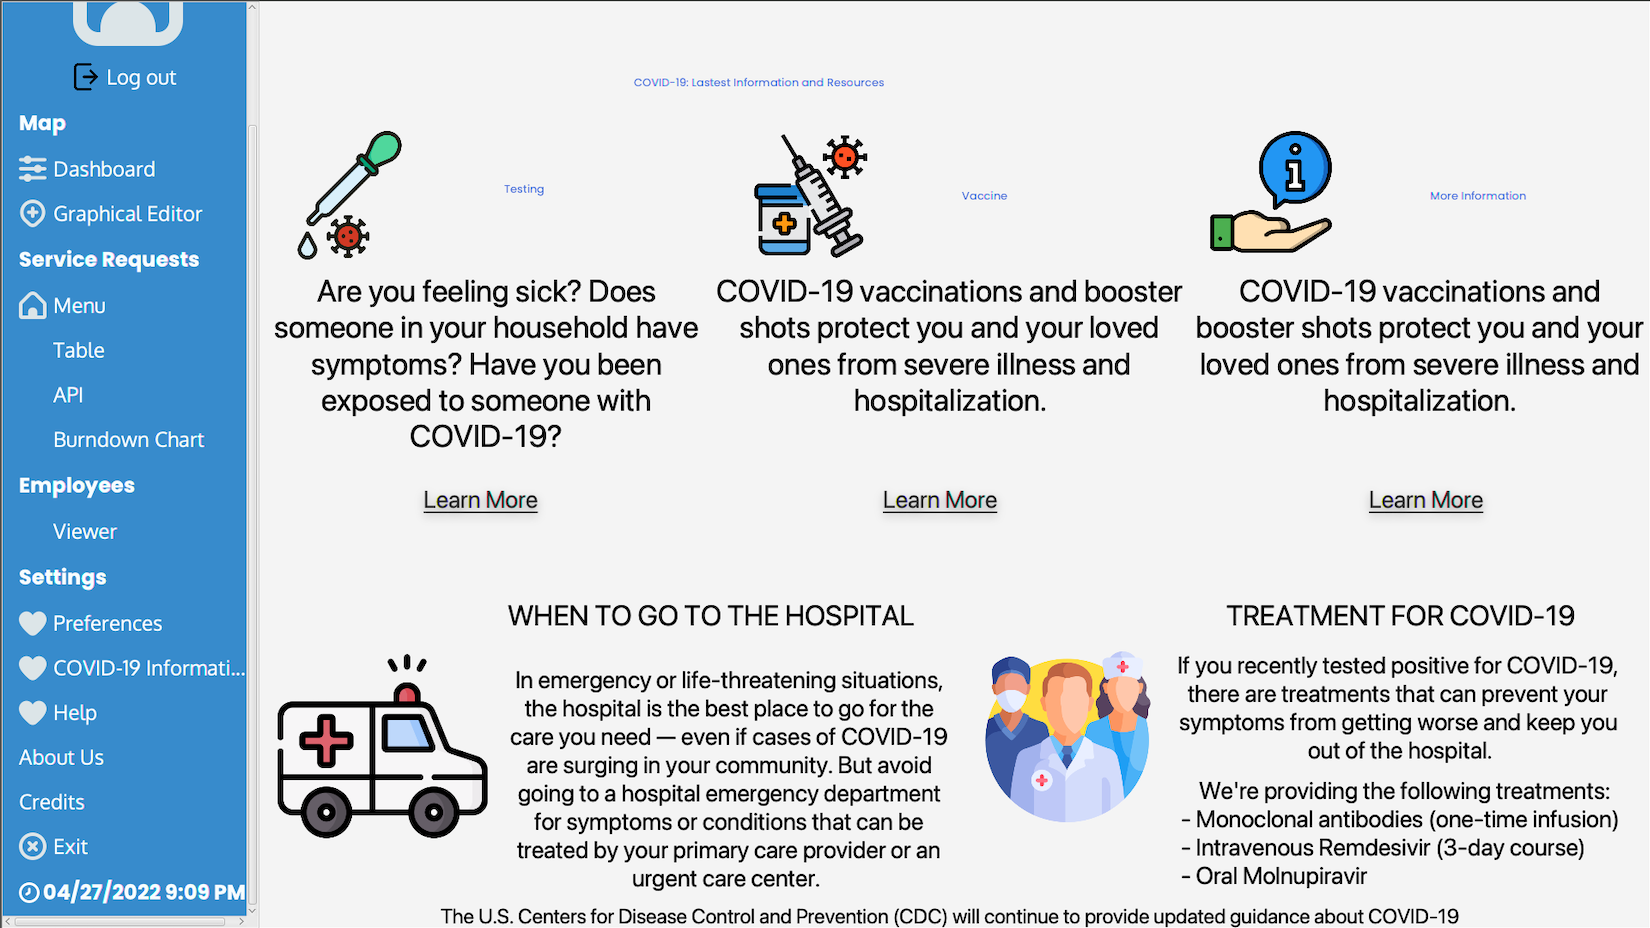 Log out
Map
Dashboard
Graphical Editor
Service Requests
Menu
Table
API
Burndown Chart
Employees
Viewer
Settings
Preferences
COVID-19 Informati...
Help
About Us
Credits
Exit
04/27/2022 9:09 PM
COVID-19: Lastest Information and Resources
Testing
Are you feeling sick? Does
someone in your household have
symptoms? Have you been
exposed to someone with
COVID-19?
Learn More
Vaccine
COVID-19 vaccinations and booster
shots protect you and your loved
ones from severe illness and
hospitalization.
Learn More
More Information
COVID-19 vaccinations and
booster shots protect you and your
loved ones from severe illness and
hospitalization.
Learn More
WHEN TO GO TO THE HOSPITAL
In emergency or life-threatening situations,
the hospital is the best place to go for the
care you need — even if cases of COVID-19
are surging in your community. But avoid
going to a hospital emergency department
for symptoms or conditions that can be
treated by your primary care provider or an
urgent care center.
TREATMENT FOR COVID-19
If you recently tested positive for COVID-19,
there are treatments that can prevent your
symptoms from getting worse and keep you
out of the hospital.
We're providing the following treatments:
- Monoclonal antibodies (one-time infusion)
- Intravenous Remdesivir (3-day course)
- Oral Molnupiravir
The U.S. Centers for Disease Control and Prevention (CDC) will continue to provide updated guidance about COVID-19